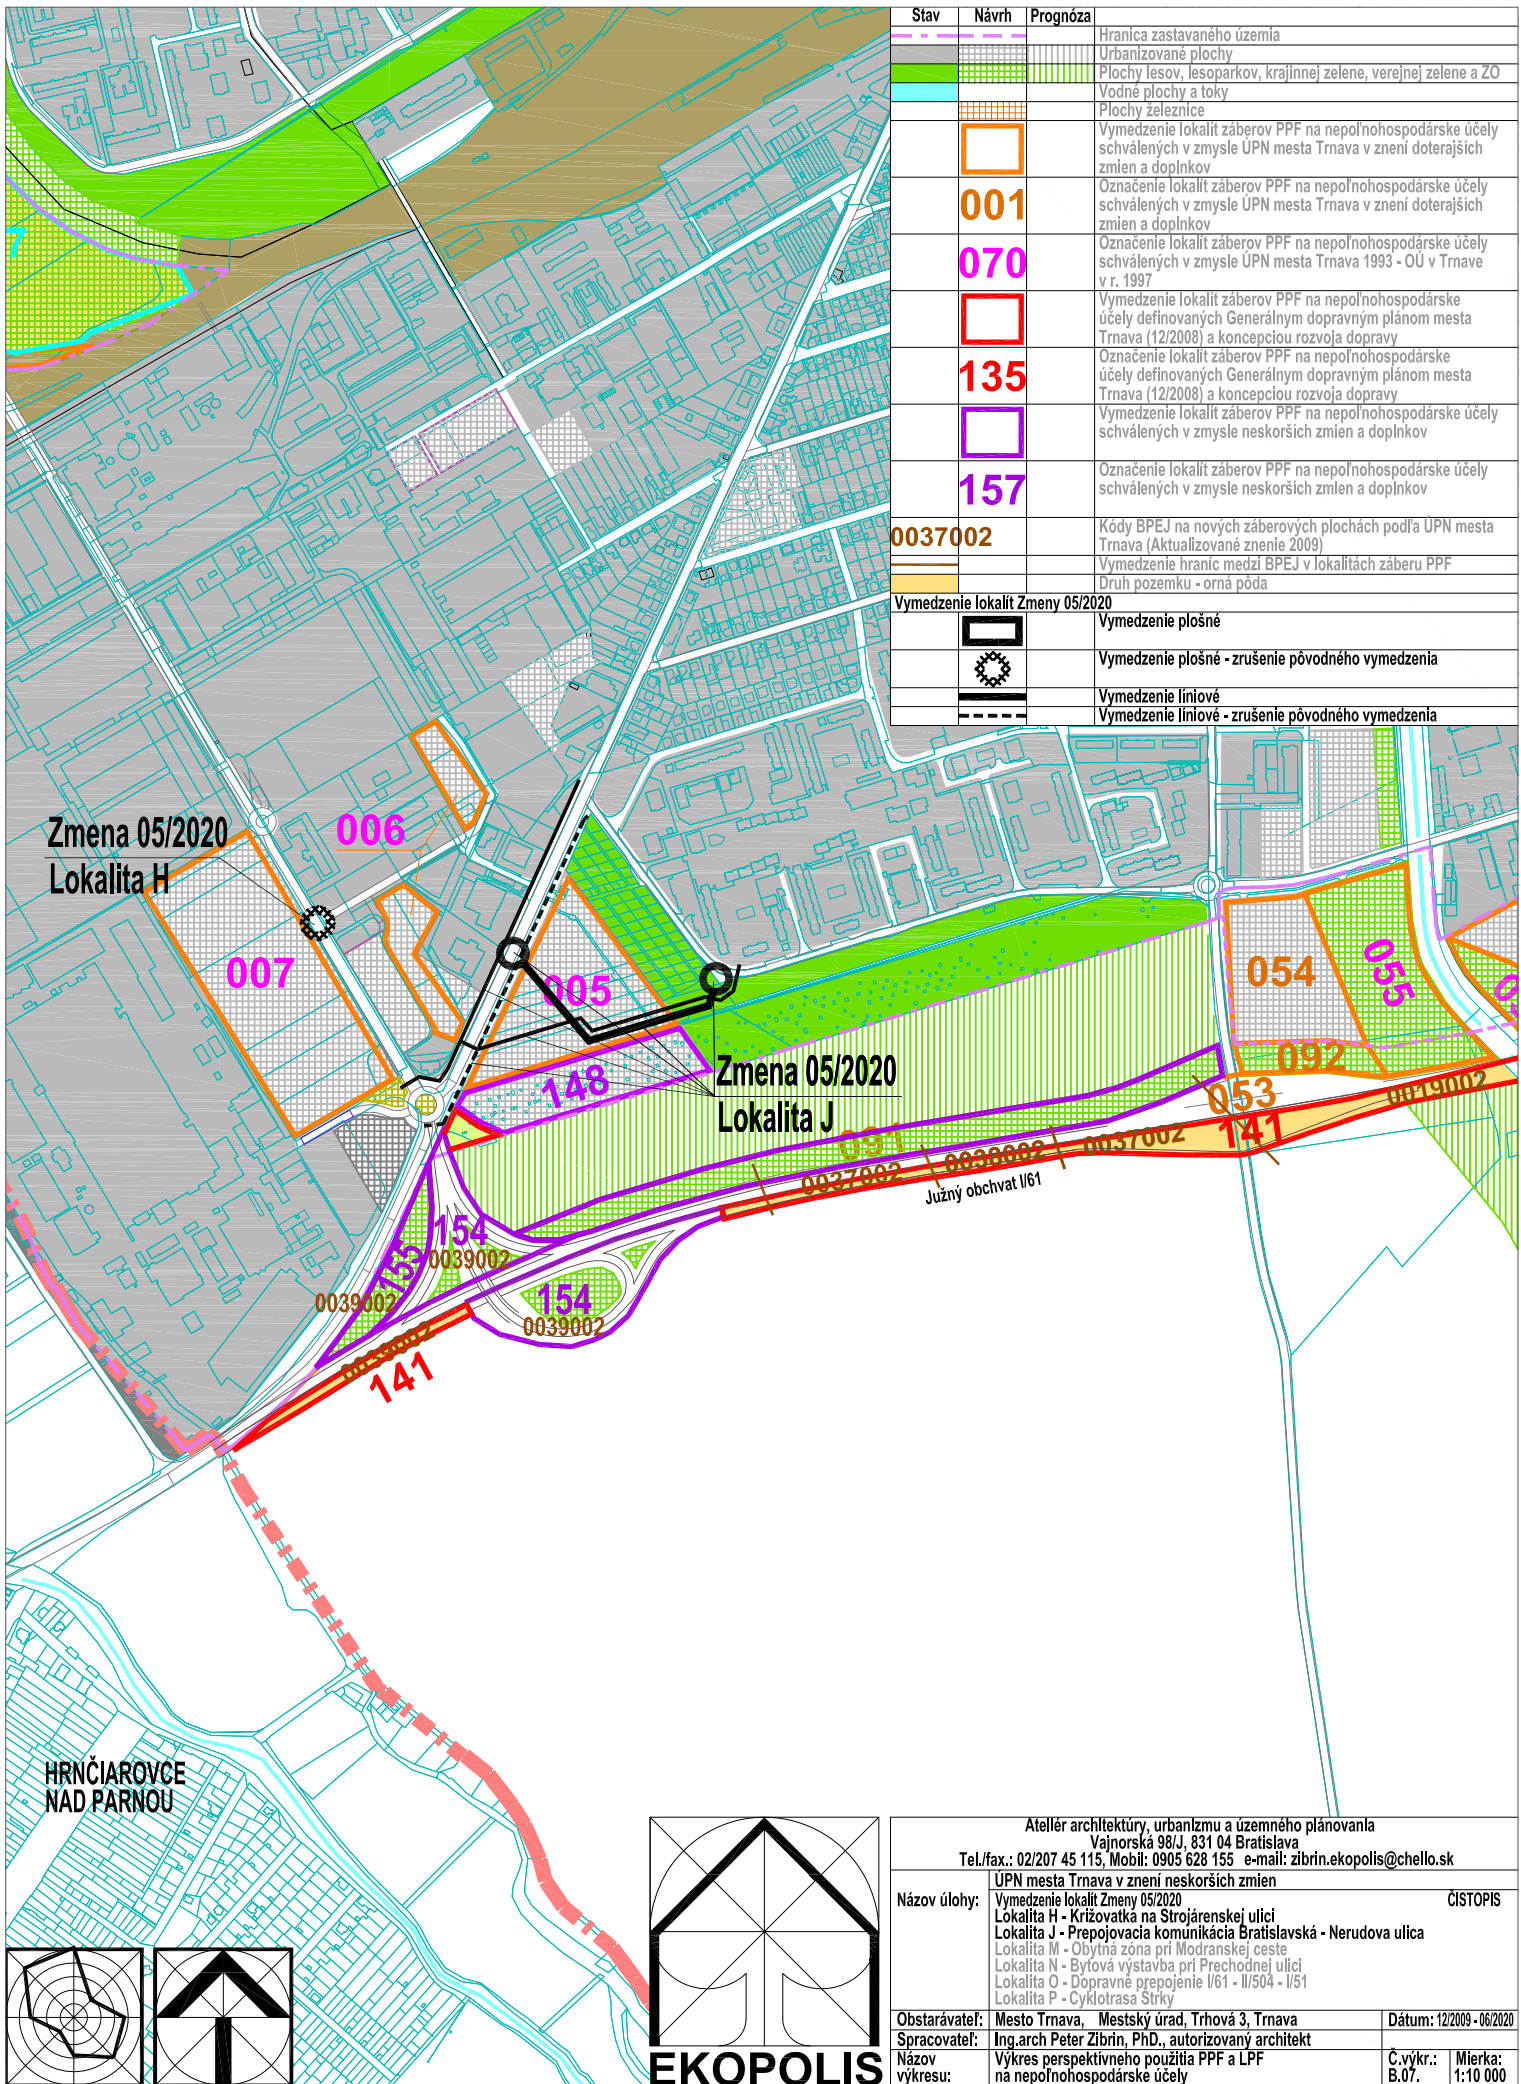 Stav Návrh Prognóza
Hranica zastavaného územia
Urbanizované plochy
Plochy lesov, lesoparkov, krajinnej zelene, verejnej zelene a ZO
Vodné plochy a toky
Plochy železnice
Vymedzenie lokalít záberov PPF na nepoľnohospodárske účely
schválených v zmysle ÚPN mesta Trnava v znení doterajších
zmien a doplnkov
001
Označenie lokalít záberov PPF na nepoľnohospodárske účely
schválených v zmysle ÚPN mesta Trnava v znení doterajších
zmien a doplnkov
070
Označenie lokalít záberov PPF na nepoľnohospodárske účely
schválených v zmysle ÚPN mesta Trnava 1993 - OÚ v Trnave
v r. 1997
Vymedzenie lokalít záberov PPF na nepoľnohospodárske
účely definovaných Generálnym dopravným plánom mesta
Trnava (12/2008) a koncepciou rozvoja dopravy
135
Označenie lokalít záberov PPF na nepoľnohospodárske
účely definovaných Generálnym dopravným plánom mesta
Trnava (12/2008) a koncepciou rozvoja dopravy
Vymedzenie lokalít záberov PPF na nepoľnohospodárske účely
schválených v zmysle neskorších zmien a doplnkov
157
Označenie lokalít záberov PPF na nepoľnohospodárske účely
schválených v zmysle neskorších zmien a doplnkov
0037002
Kódy BPEJ na nových záberových plochách podľa ÚPN mesta
Trnava (Aktualizované znenie 2009)
Vymedzenie hraníc medzi BPEJ v lokalitách záberu PPF
Druh pozemku - orná pôda
Vymedzenie lokalít Zmeny 05/2020
Vymedzenie plošné
Vymedzenie plošné - zrušenie pôvodného vymedzenia
Vymedzenie líniové
Vymedzenie líniové - zrušenie pôvodného vymedzenia
7
Zmena 05/2020
Lokalita H
006
007
005
148
Zmena 05/2020
Lokalita J
054
055
092
053
141
0019002
091
0037002
0038002
0037002
Južný obchvat I/61
154
0039002
155
0039002
154
0039002
0039002
141
HRNČIAROVCE
NAD PARNOU
EKOPOLIS
Ateliér architektúry, urbanizmu a územného plánovania
Vajnorská 98/J, 831 04 Bratislava
Tel./fax.: 02/207 45 115, Mobil: 0905 628 155 e-mail: zibrin.ekopolis@chello.sk
Názov úlohy:
ÚPN mesta Trnava v znení neskorších zmien
Vymedzenie lokalít Zmeny 05/2020 ČISTOPIS
Lokalita H - Križovatka na Strojárenskej ulici
Lokalita J - Prepojovacia komunikácia Bratislavská - Nerudova ulica
Lokalita M - Obytná zóna pri Modranskej ceste
Lokalita N - Bytová výstavba pri Prechodnej ulici
Lokalita O - Dopravné prepojenie I/61 - II/504 - I/51
Lokalita P - Cyklotrasa Štrky
Obstarávateľ: Mesto Trnava, Mestský úrad, Trhová 3, Trnava Dátum: 12/2009 - 06/2020
Spracovateľ: Ing.arch Peter Zibrin, PhD., autorizovaný architekt
Názov výkresu: Výkres perspektívneho použitia PPF a LPF
na nepoľnohospodárske účely
Č.výkr.: B.07.
Mierka: 1:10 000